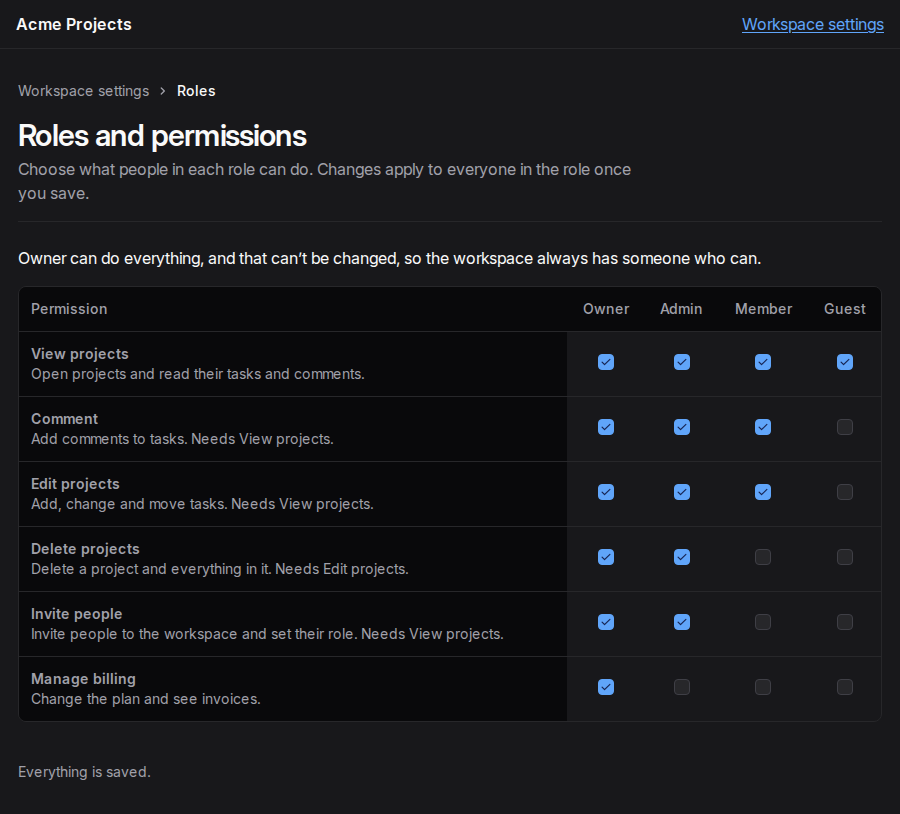 Acme Projects
Workspace settings
Workspace settings > Roles
Roles and permissions
Choose what people in each role can do. Changes apply to everyone in the role once
you save.
Owner can do everything, and that can’t be changed, so the workspace always has someone who can.
Permission Owner Admin Member Guest
View projects
Open projects and read their tasks and comments.
Comment
Add comments to tasks. Needs View projects.
Edit projects
Add, change and move tasks. Needs View projects.
Delete projects
Delete a project and everything in it. Needs Edit projects.
Invite people
Invite people to the workspace and set their role. Needs View projects.
Manage billing
Change the plan and see invoices.
Everything is saved.